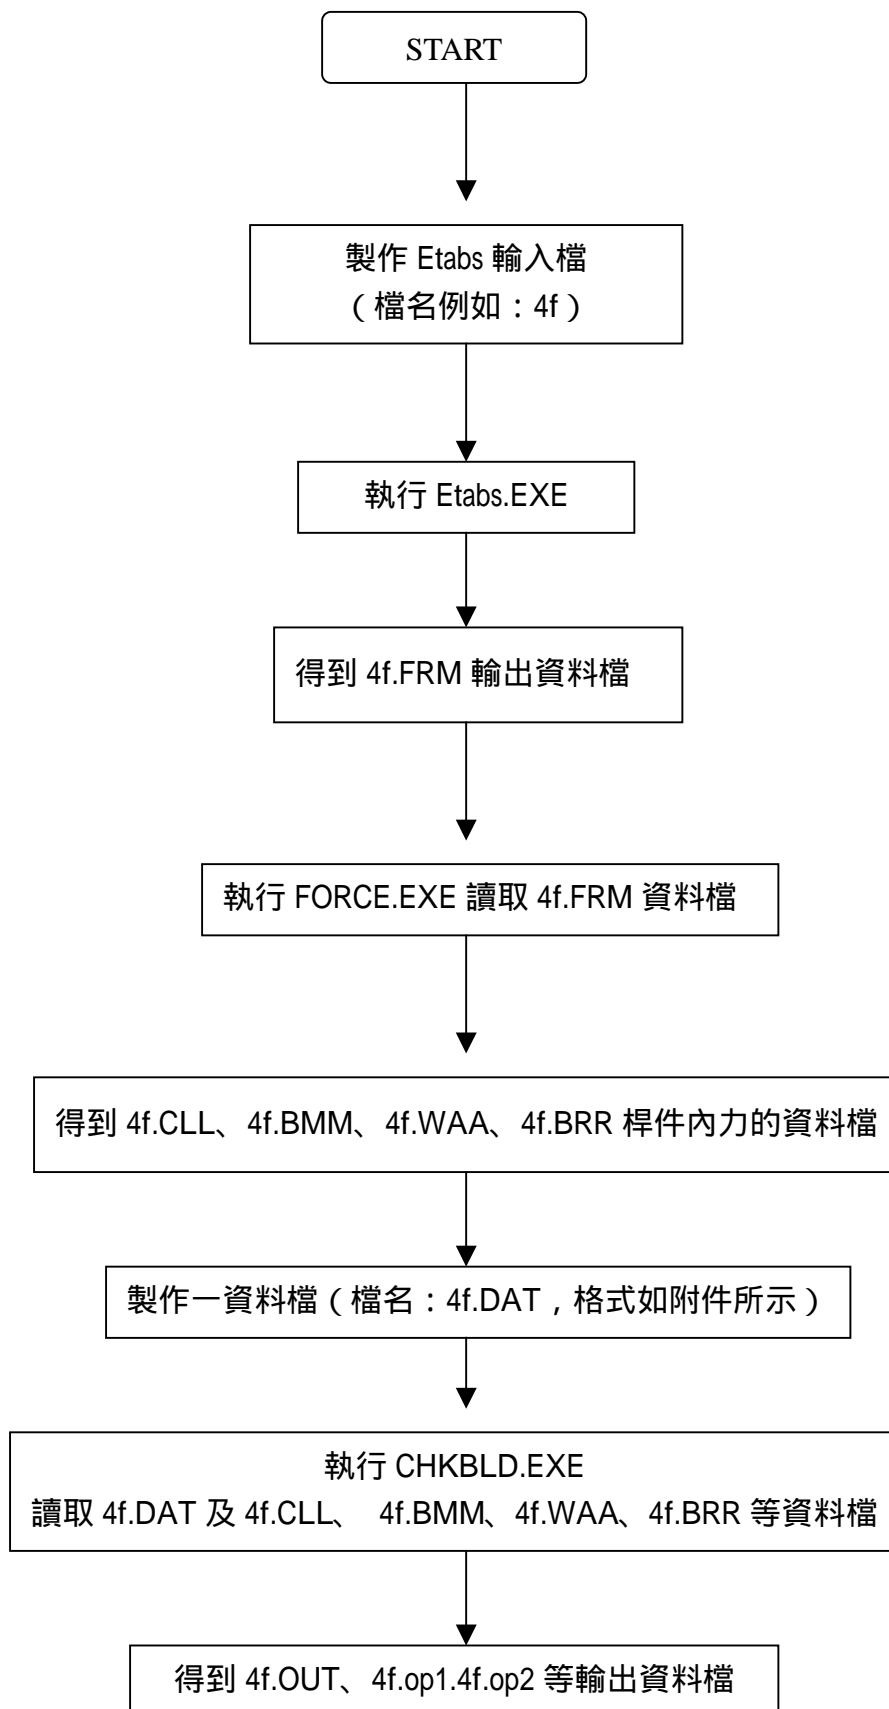 START
製作 Etabs 輸入檔
（檔名例如：4f）
執行 Etabs.EXE
得到 4f.FRM 輸出資料檔
執行 FORCE.EXE 讀取 4f.FRM 資料檔
得到 4f.CLL、4f.BMM、4f.WAA、4f.BRR 桿件內力的資料檔
製作一資料檔（檔名：4f.DAT，格式如附件所示）
執行 CHKBLD.EXE
讀取 4f.DAT 及 4f.CLL、 4f.BMM、4f.WAA、4f.BRR 等資料檔
得到 4f.OUT、4f.op1.4f.op2 等輸出資料檔